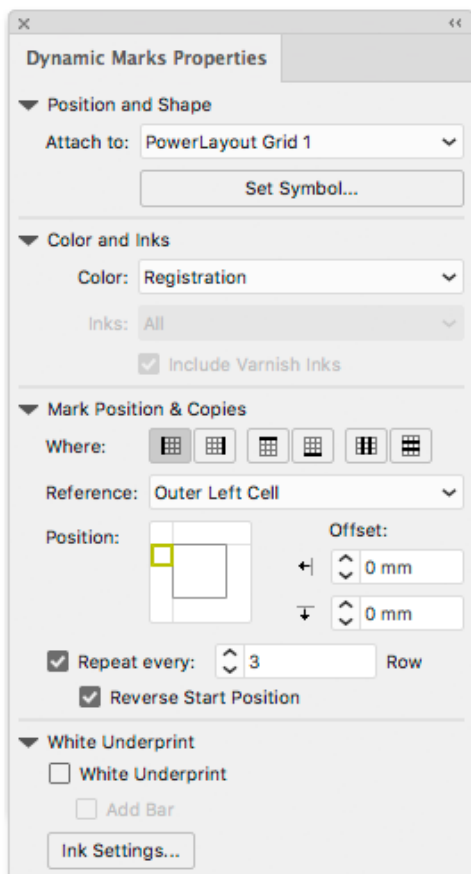 Dynamic Marks Properties
Position and Shape
Attach to: PowerLayout Grid 1
Set Symbol...
Color and Inks
Color: Registration
Inks: All
Include Varnish Inks
Mark Position & Copies
Where:
Reference: Outer Left Cell
Position: Offset:
0 mm
0 mm
Repeat every: 3 Row
Reverse Start Position
White Underprint
White Underprint
Add Bar
Ink Settings...